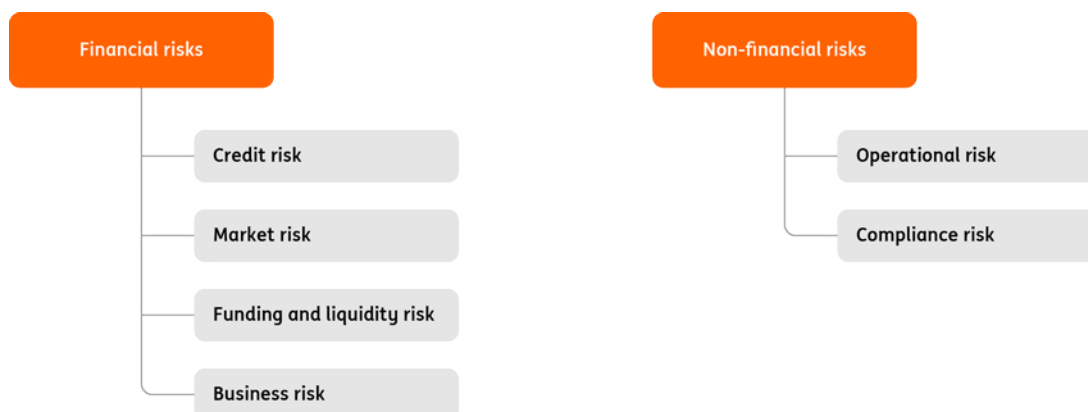 Financial risks
Credit risk
Market risk
Funding and liquidity risk
Business risk
Non-financial risks
Operational risk
Compliance risk